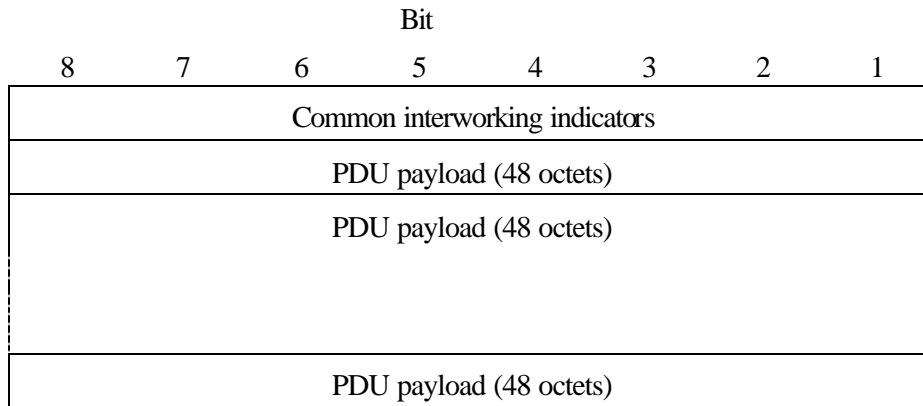 Bit
8 7 6 5 4 3 2 1
Common interworking indicators
PDU payload (48 octets)
PDU payload (48 octets)
PDU payload (48 octets)